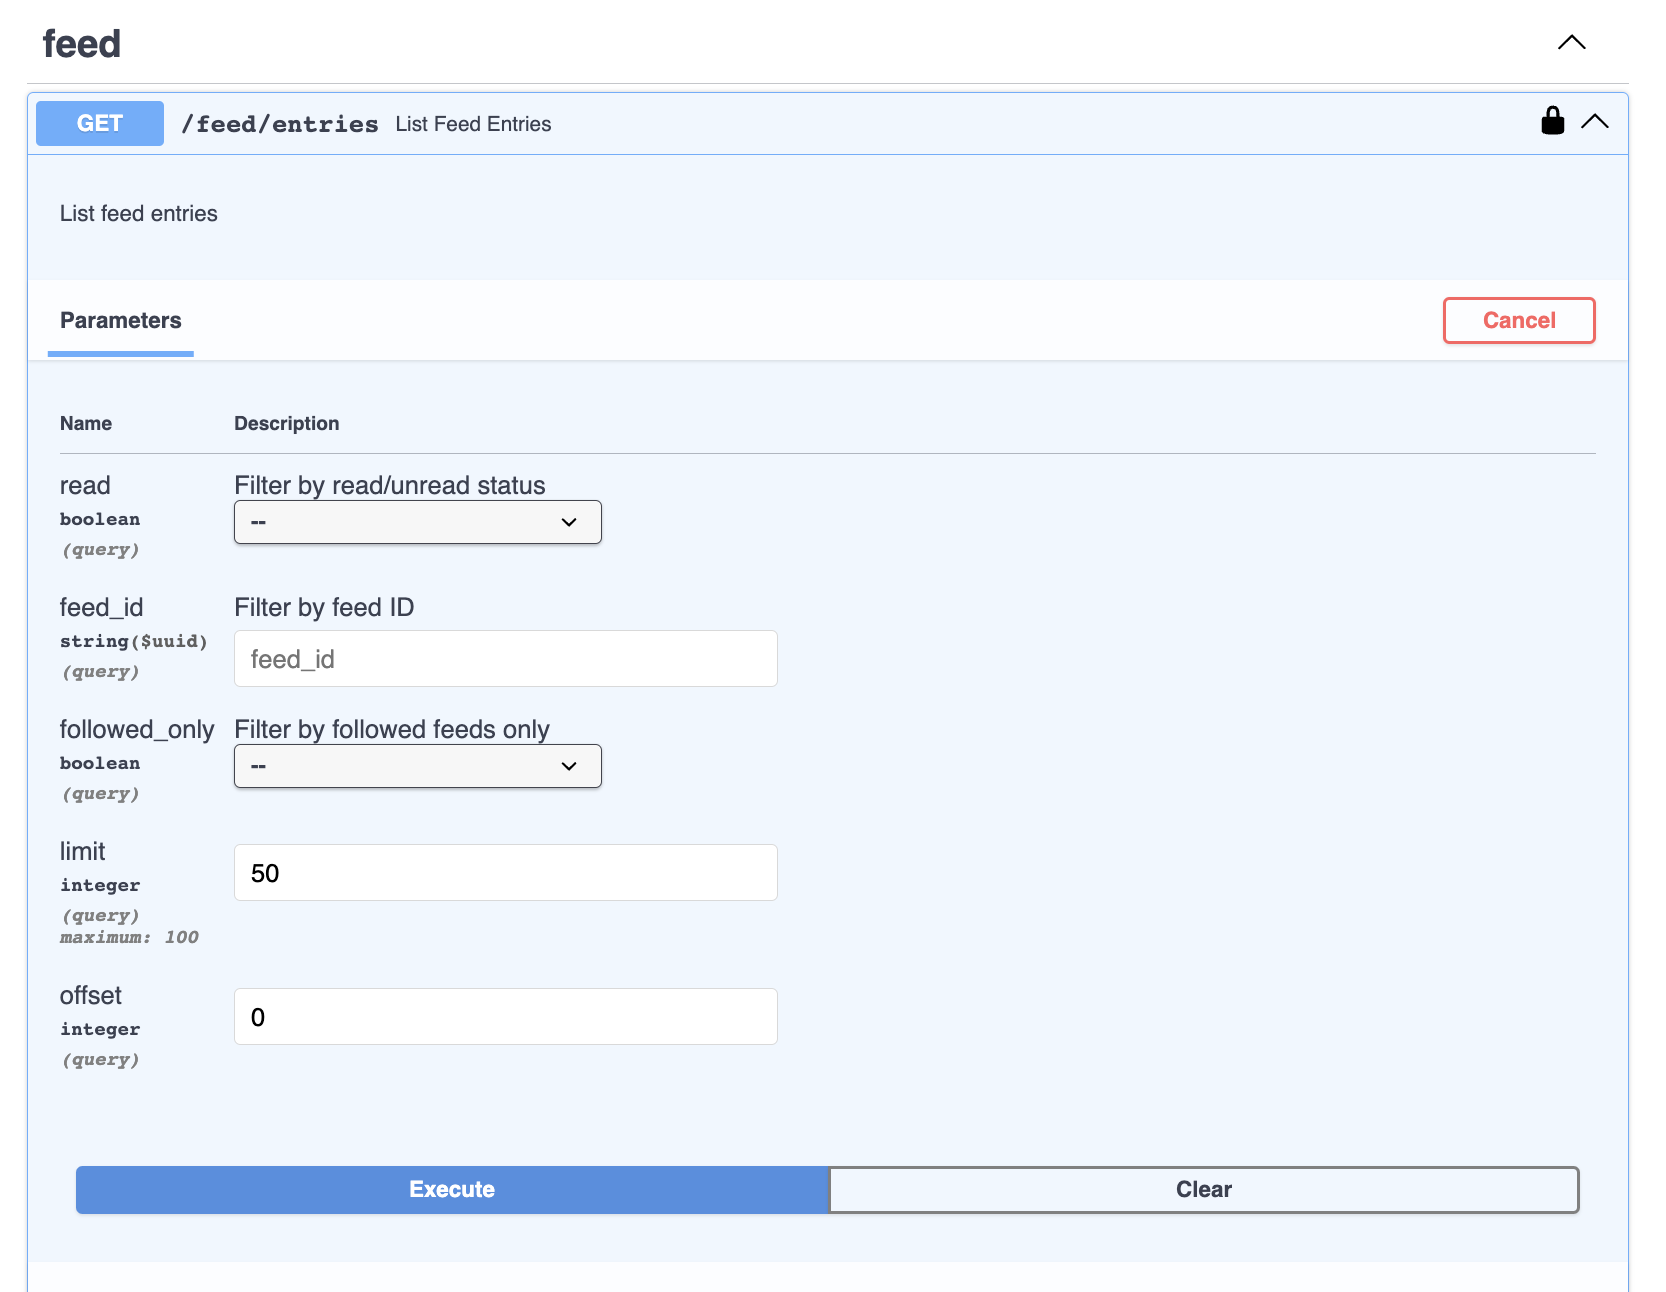 feed
GET /feed/entries List Feed Entries
List feed entries
Parameters Cancel
Name Description
read Filter by read/unread status
boolean --
(query)
feed_id Filter by feed ID
string($uuid) feed_id
(query)
followed_only Filter by followed feeds only
boolean --
(query)
limit
integer 50
(query)
maximum: 100
offset
integer 0
(query)
Execute Clear